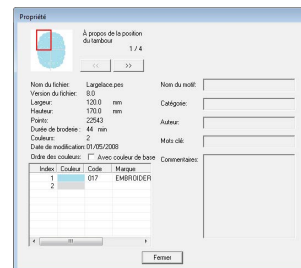 Propriété
À propos de la position
du tambour
1 / 4
<<
>>
Nom du fichier: Largelace.pes
Version du fichier: 8.0
Largeur: 120.0 mm
Hauteur: 170.0 mm
Points: 22543
Durée de broderie: 44 min
Couleurs: 2
Date de modification: 01/05/2008
Ordre des couleurs: Avec couleur de base
Index Couleur Code Marque
1 017 EMBROIDER
2
Nom du motif:
Catégorie:
Auteur:
Mots clé:
Commentaires:
Fermer